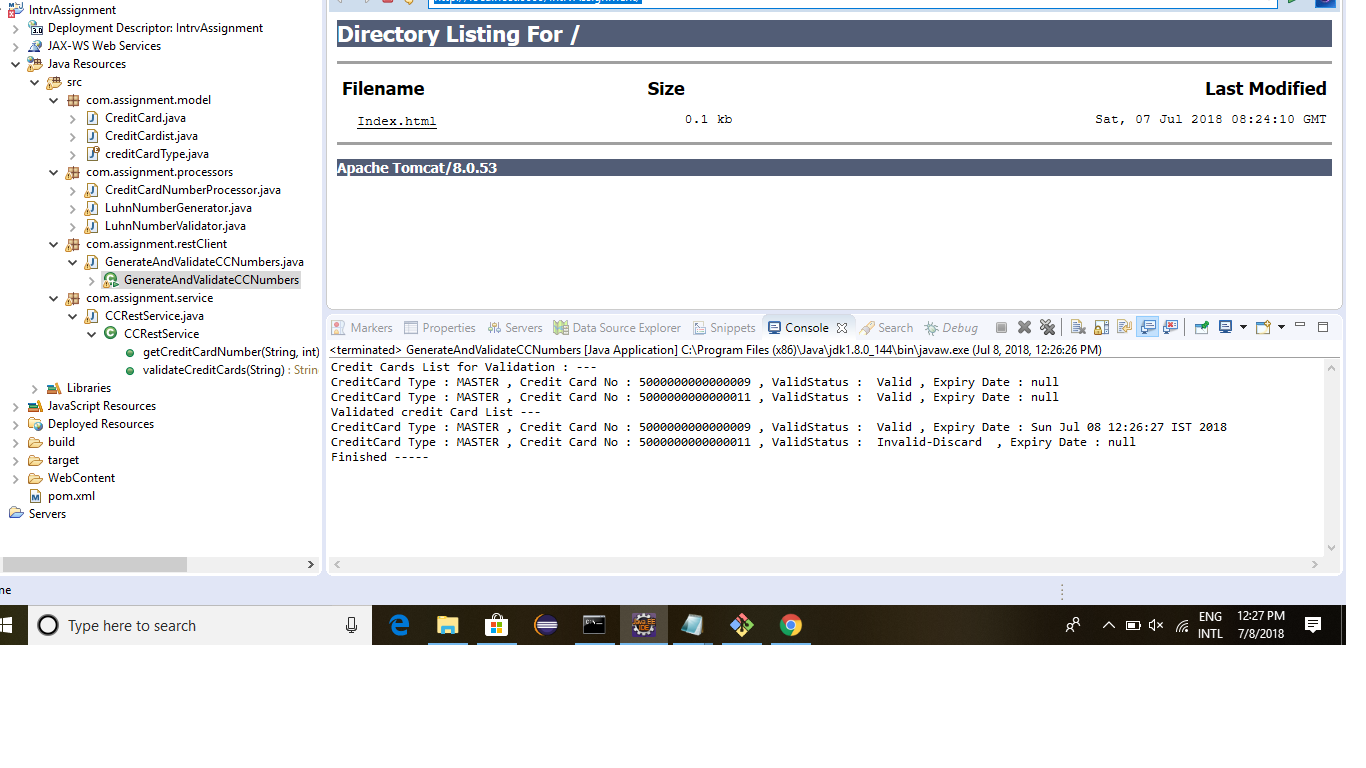 IntrvAssignment
Deployment Descriptor: IntrvAssignment
JAX-WS Web Services
Java Resources
src
com.assignment.model
CreditCard.java
CreditCardist.java
creditCardType.java
com.assignment.processors
CreditCardNumberProcessor.java
LuhnNumberGenerator.java
LuhnNumberValidator.java
com.assignment.restClient
GenerateAndValidateCCNumbers.java
GenerateAndValidateCCNumbers
com.assignment.service
CCRestService.java
CCRestService
getCreditCardNumber(String, int)
validateCreditCards(String) : Strin
Libraries
JavaScript Resources
Deployed Resources
build
target
WebContent
pom.xml
Servers
Directory Listing For /
Filename Size Last Modified
Index.html 0.1 kb Sat, 07 Jul 2018 08:24:10 GMT
Apache Tomcat/8.0.53
Markers Properties Servers Data Source Explorer Snippets Console Search Debug
<terminated> GenerateAndValidateCCNumbers [Java Application] C:\Program Files (x86)\Java\jdk1.8.0_144\bin\javaw.exe (Jul 8, 2018, 12:26:26 PM)
Credit Cards List for Validation : ---
CreditCard Type : MASTER , Credit Card No : 5000000000000009 , ValidStatus :  Valid , Expiry Date : null
CreditCard Type : MASTER , Credit Card No : 5000000000000011 , ValidStatus :  Valid , Expiry Date : null
Validated credit Card List ---
CreditCard Type : MASTER , Credit Card No : 5000000000000009 , ValidStatus :  Valid , Expiry Date : Sun Jul 08 12:26:27 IST 2018
CreditCard Type : MASTER , Credit Card No : 5000000000000011 , ValidStatus :  Invalid-Discard  , Expiry Date : null
Finished -----
ne
Type here to search
ENG
INTL
12:27 PM
7/8/2018